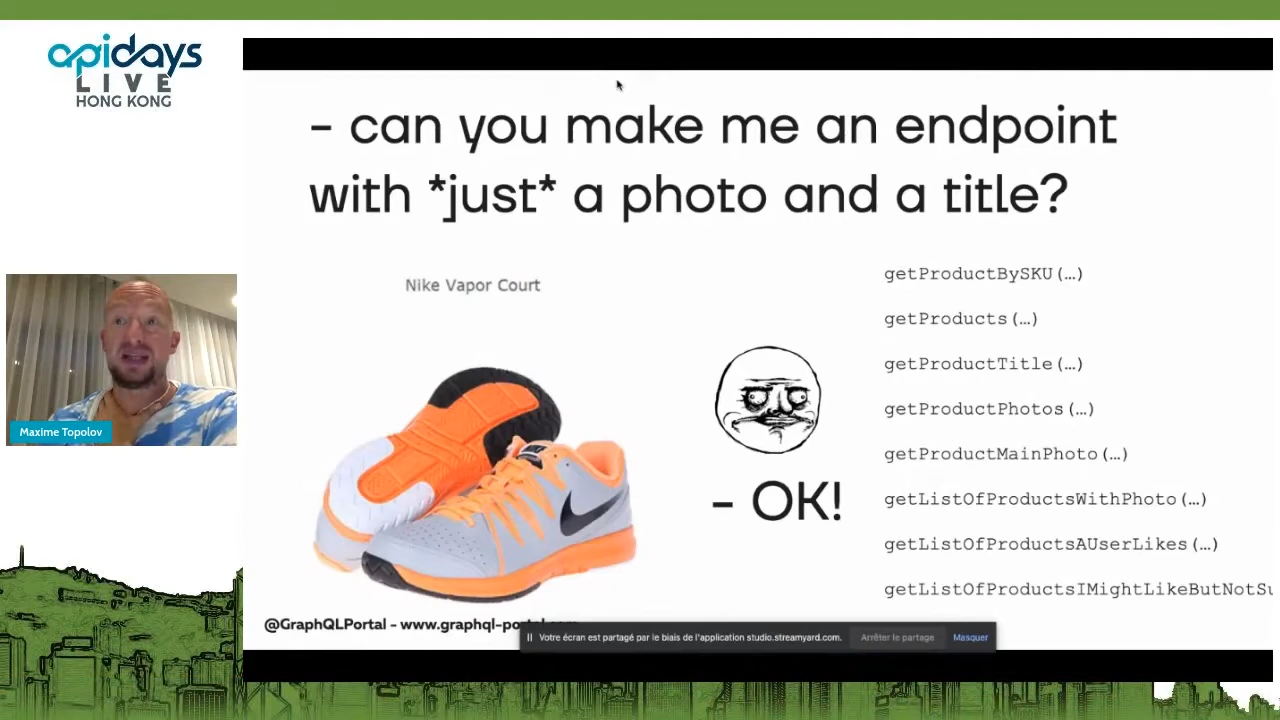 apidays
LIVE
HONG KONG
- can you make me an endpoint
with *just* a photo and a title?
Nike Vapor Court
getProductBySKU(…)
getProducts(…)
getProductTitle(…)
getProductPhotos(…)
getProductMainPhoto(…)
getListOfProductsWithPhoto(…)
getListOfProductsAUserLikes(…)
getListOfProductsIMightLikeButNotSu
- OK!
Maxime Topolov
@GraphQLPortal - www.graphql-portal.com
Votre écran est partagé par le biais de l'application studio.streamyard.com.
Arrêter le partage
Masquer